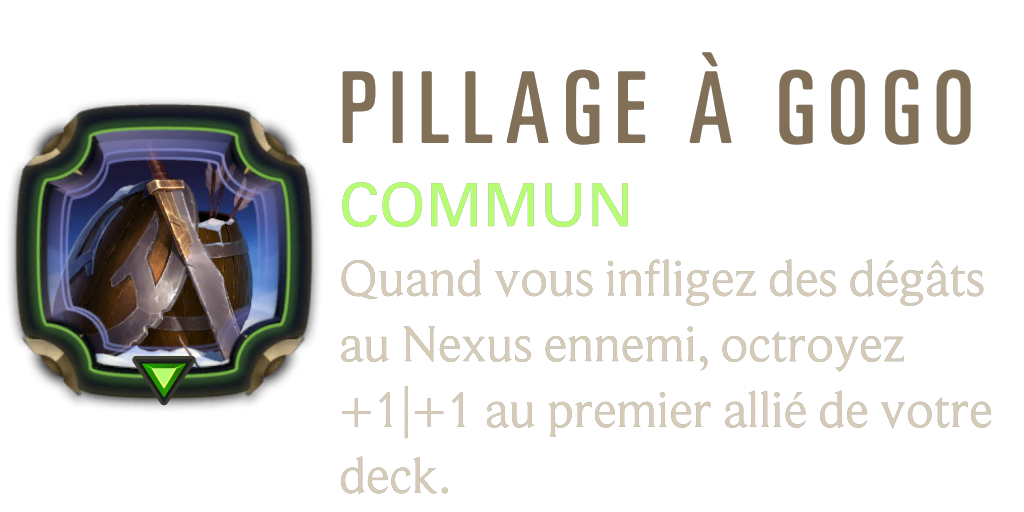 PILLAGE À GOGO
COMMUN
Quand vous infligez des dégâts
au Nexus ennemi, octroyez
+1|+1 au premier allié de votre
deck.